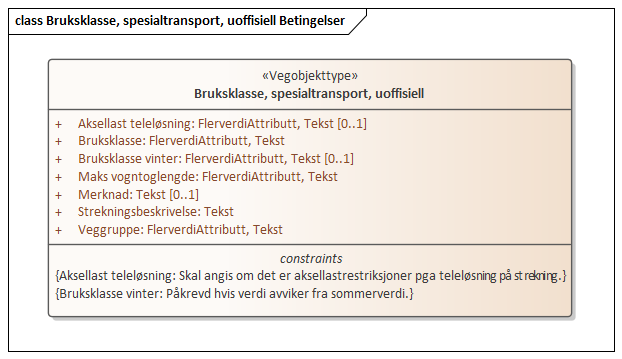 class Bruksklasse, spesialtransport, uoffisiell Betingelser
«Vegobjekttype»
Bruksklasse, spesialtransport, uoffisiell
+ Aksellast teleløsning: FlerverdiAttributt, Tekst [0..1]
+ Bruksklasse: FlerverdiAttributt, Tekst
+ Bruksklasse vinter: FlerverdiAttributt, Tekst [0..1]
+ Maks vogntoglengde: FlerverdiAttributt, Tekst
+ Merknad: Tekst [0..1]
+ Strekningsbeskrivelse: Tekst
+ Veggruppe: FlerverdiAttributt, Tekst
constraints
{Aksellast teleløsning: Skal angis om det er aksellastrestriksjoner pga teleløsning på strekning.}
{Bruksklasse vinter: Påkrevd hvis verdi avviker fra sommerverdi.}